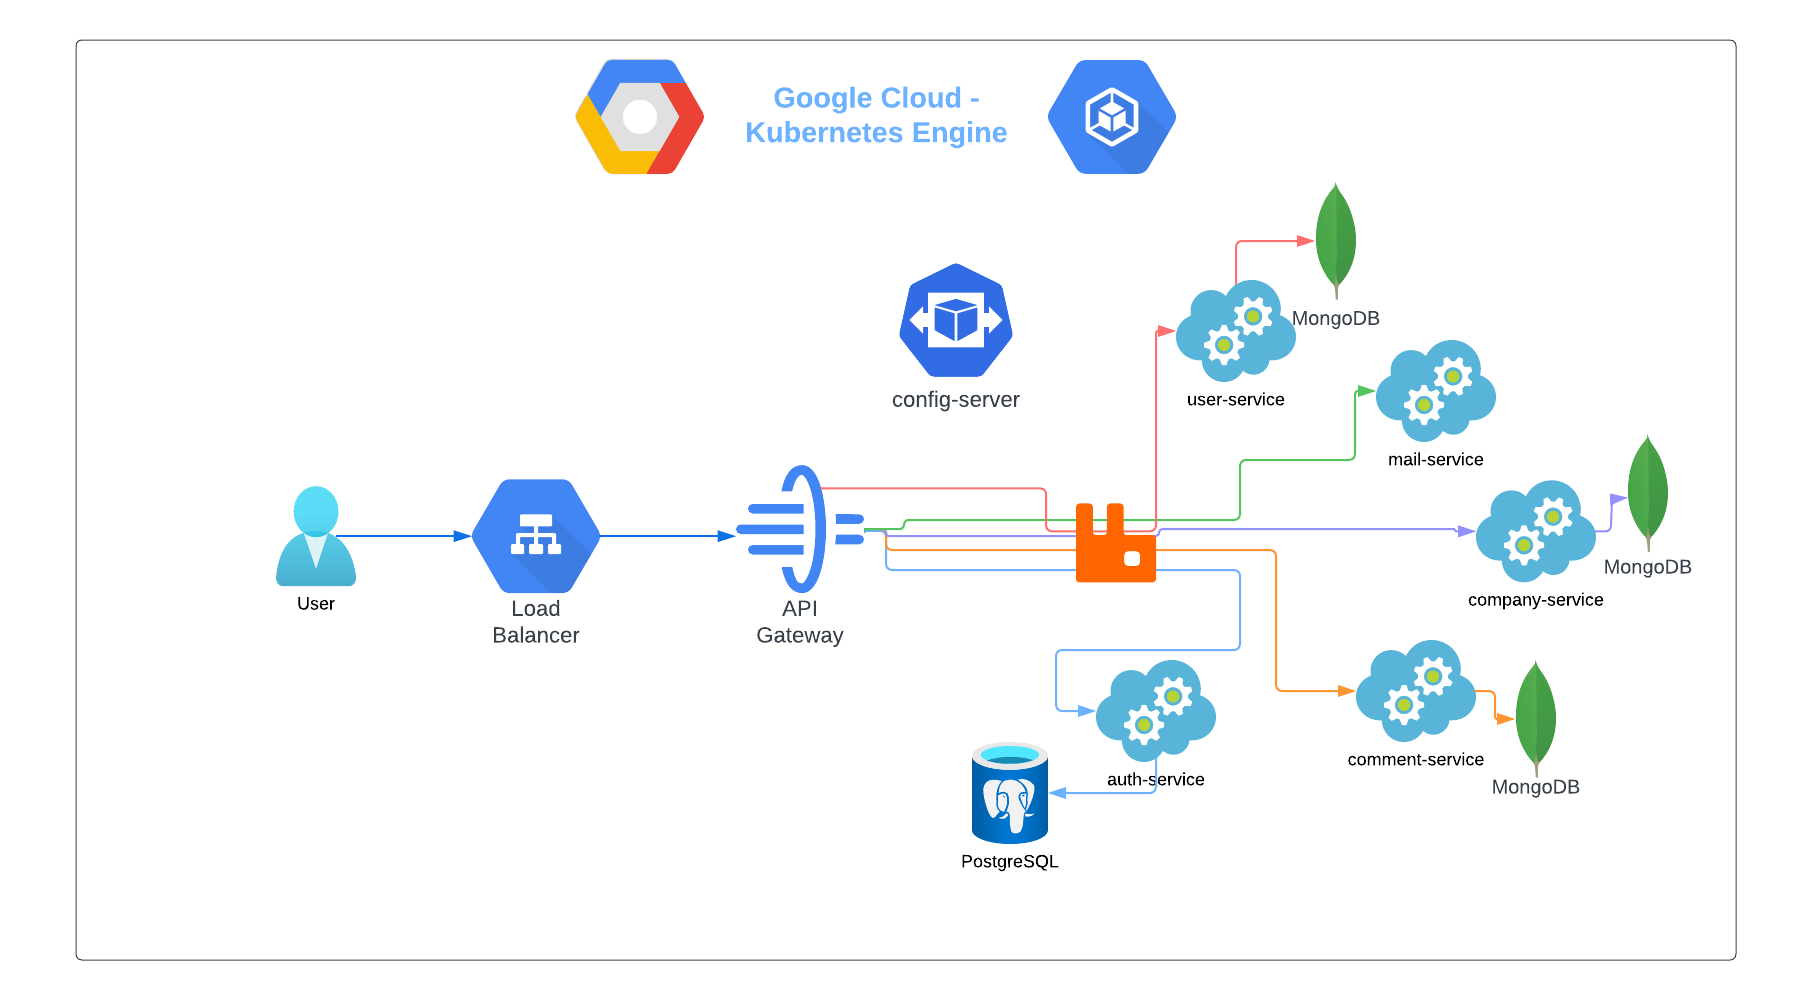 Google Cloud -
Kubernetes Engine
MongoDB
config-server
user-service
mail-service
MongoDB
company-service
User
Load
Balancer
API
Gateway
comment-service
MongoDB
auth-service
PostgreSQL